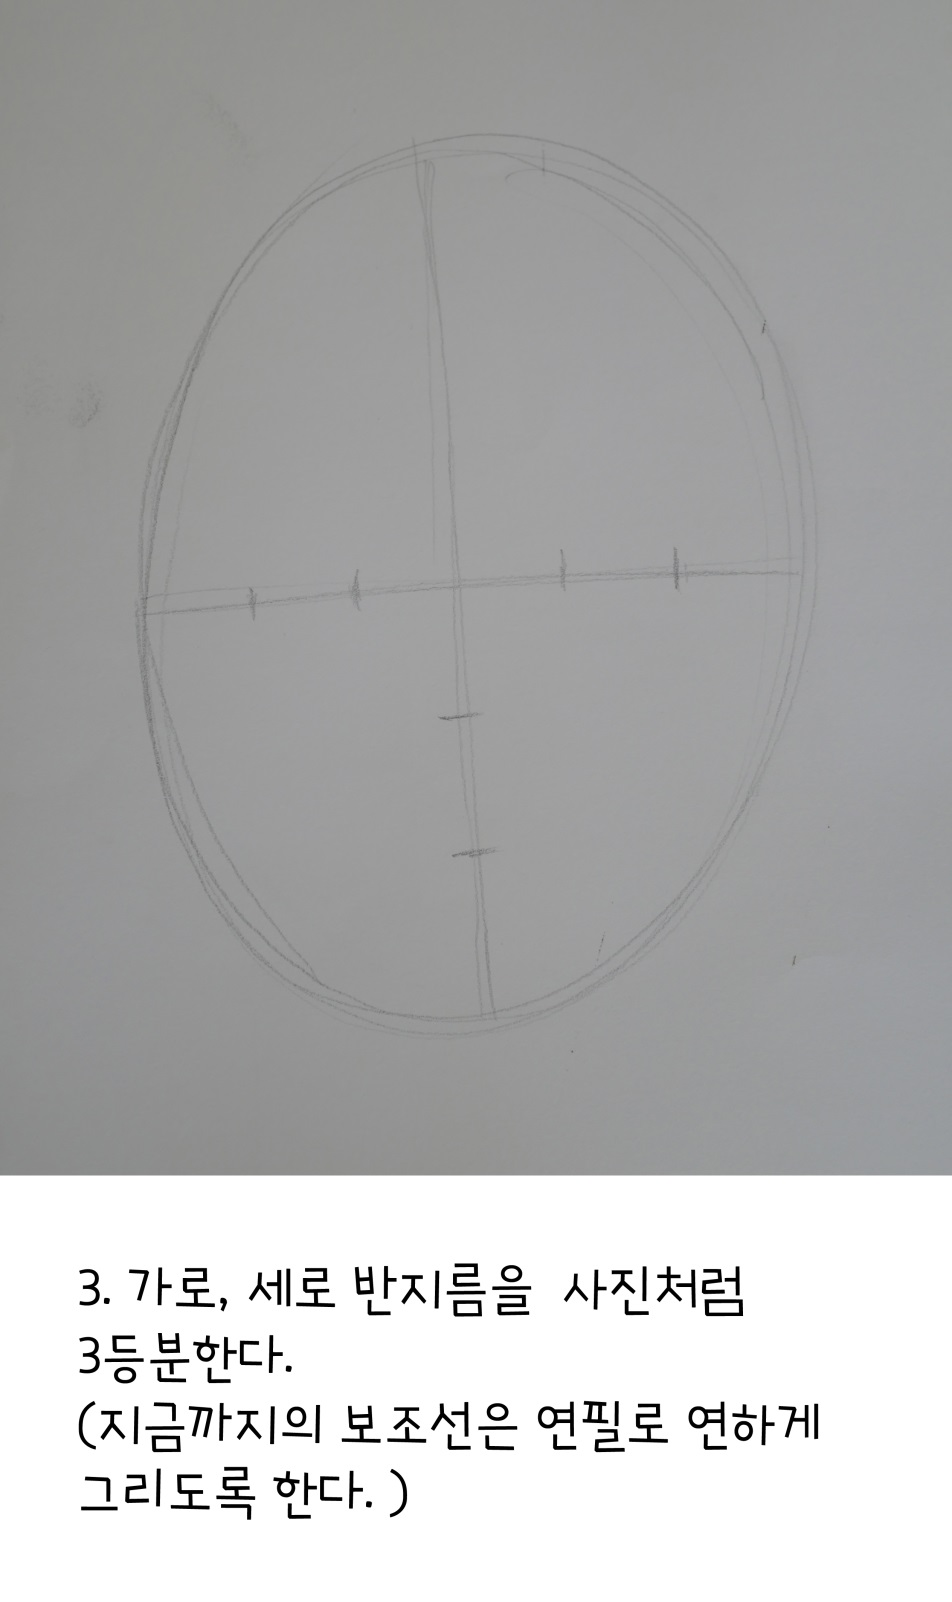 3. 가로, 세로 반지름을 사진처럼
3등분한다.
(지금까지의 보조선은 연필로 연하게
그리도록 한다. )